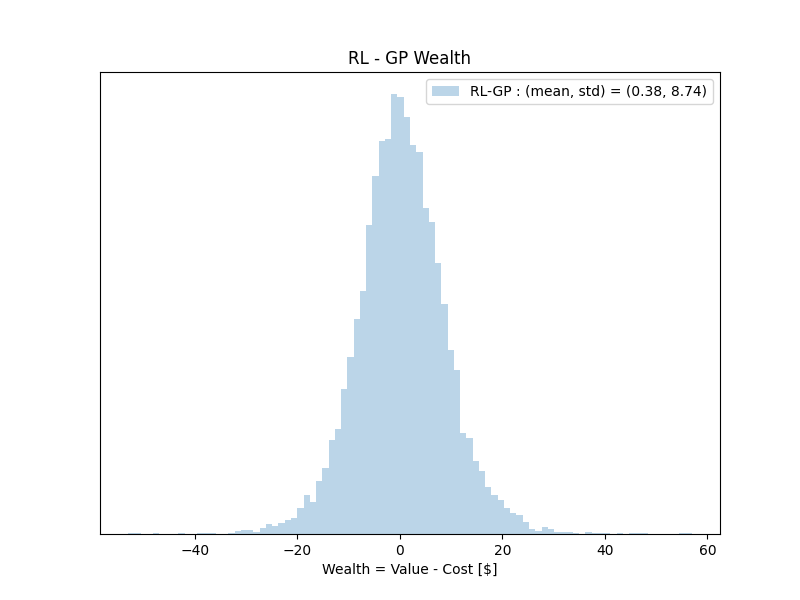 RL - GP Wealth
RL-GP : (mean, std) = (0.38, 8.74)
−40 −20 0 20 40 60
Wealth = Value - Cost [$]